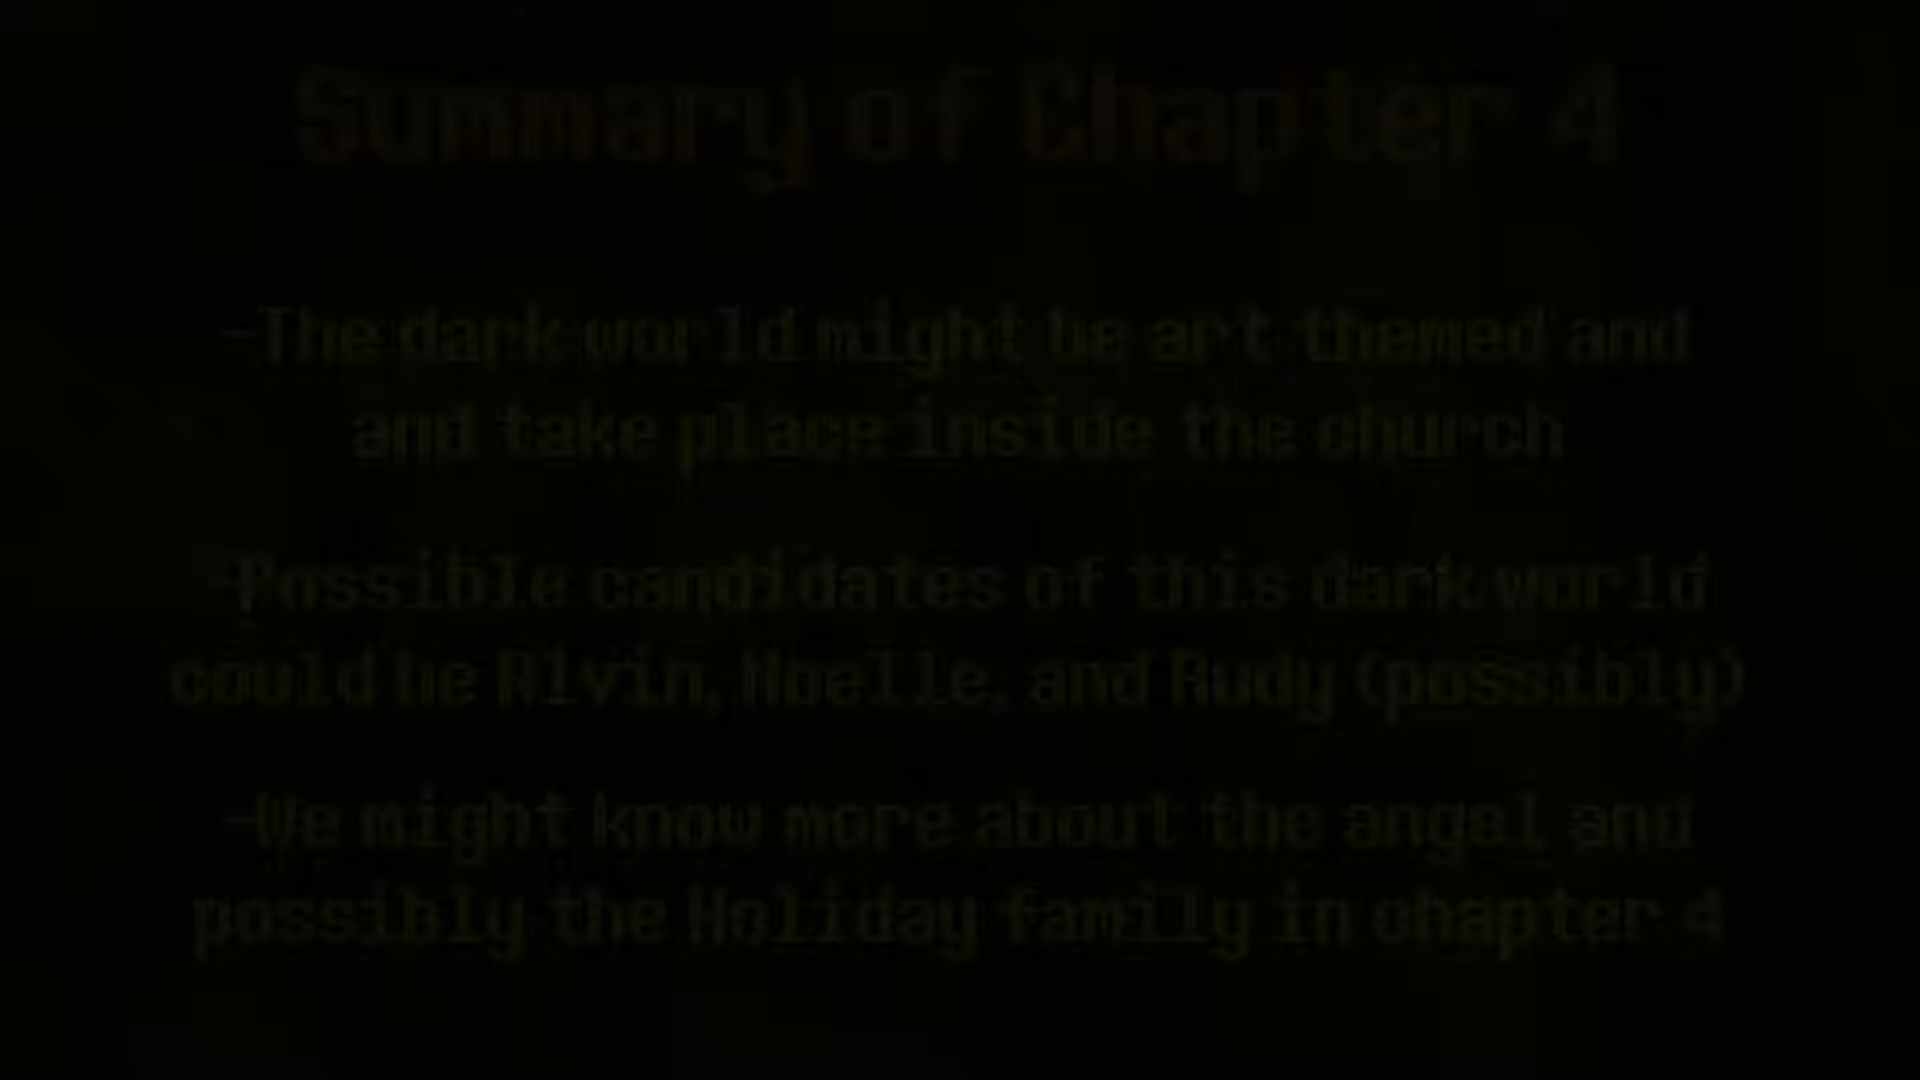 Summary of Chapter 4
-The dark world might be art themed and
and take place inside the church
-Possible candidates of this dark world
could be Alvin, Noelle, and Rudy (possibly)
-We might know more about the angel and
possibly the Holiday family in chapter 4